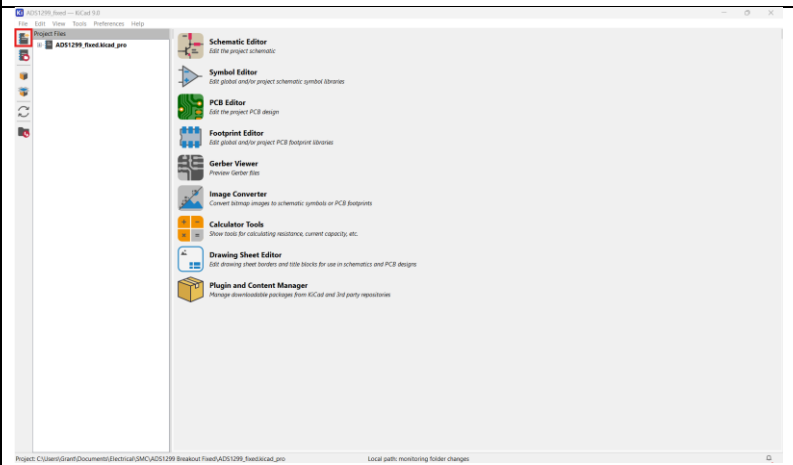 ADS1299_fixed — KiCad 9.0
File Edit View Tools Preferences Help
Project Files
ADS1299_fixed.kicad_pro
Schematic Editor
Edit the project schematic
Symbol Editor
Edit global and/or project schematic symbol libraries
PCB Editor
Edit the project PCB design
Footprint Editor
Edit global and/or project PCB footprint libraries
Gerber Viewer
Preview Gerber files
Image Converter
Convert bitmap images to schematic symbols or PCB footprints
Calculator Tools
Show tools for calculating resistance, current capacity, etc.
Drawing Sheet Editor
Edit drawing sheet borders and title blocks for use in schematics and PCB designs
Plugin and Content Manager
Manage downloadable packages from KiCad and 3rd party repositories
Project: C:\Users\Grant\Documents\Electrical\SMC\ADS1299 Breakout Fixed\ADS1299_fixed.kicad_pro Local path: monitoring folder changes